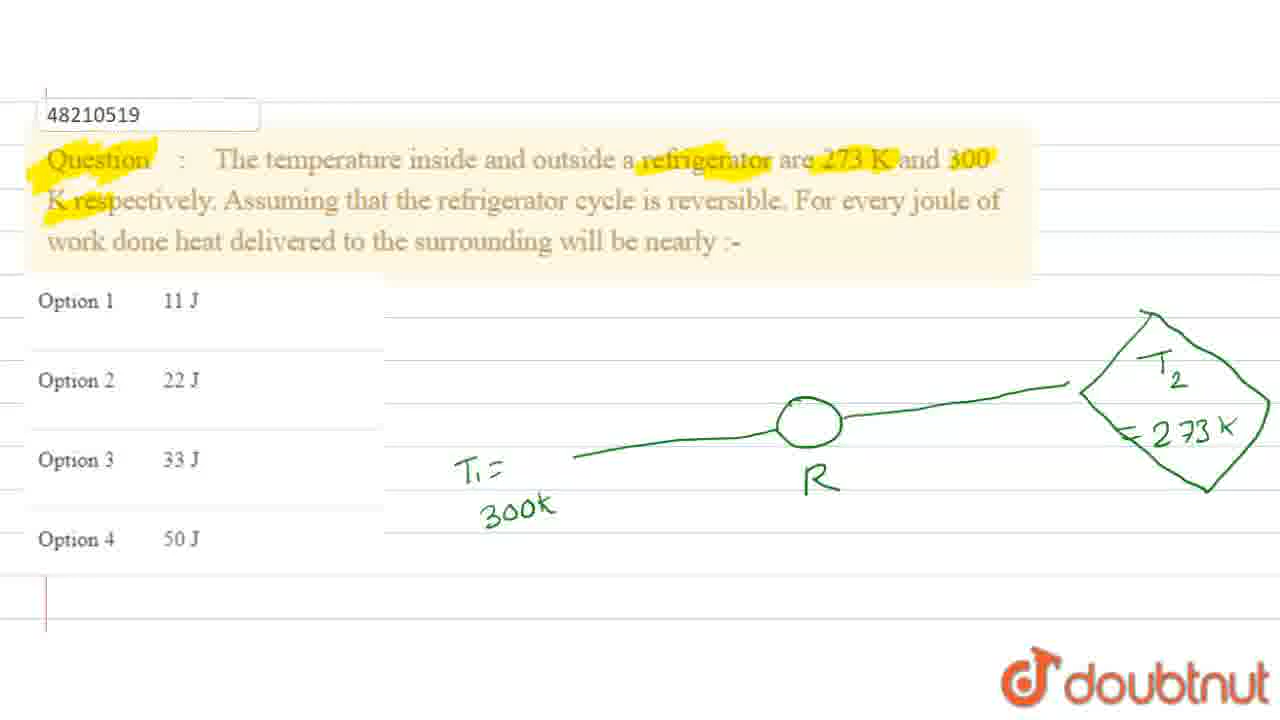 48210519
Question : The temperature inside and outside a refrigerator are 273 K and 300
K respectively. Assuming that the refrigerator cycle is reversible. For every joule of
work done heat delivered to the surrounding will be nearly :-
Option 1 11 J
Option 2 22 J
Option 3 33 J
Option 4 50 J
T₁ =
300K
R
T₂
= 273 K
doubtnut